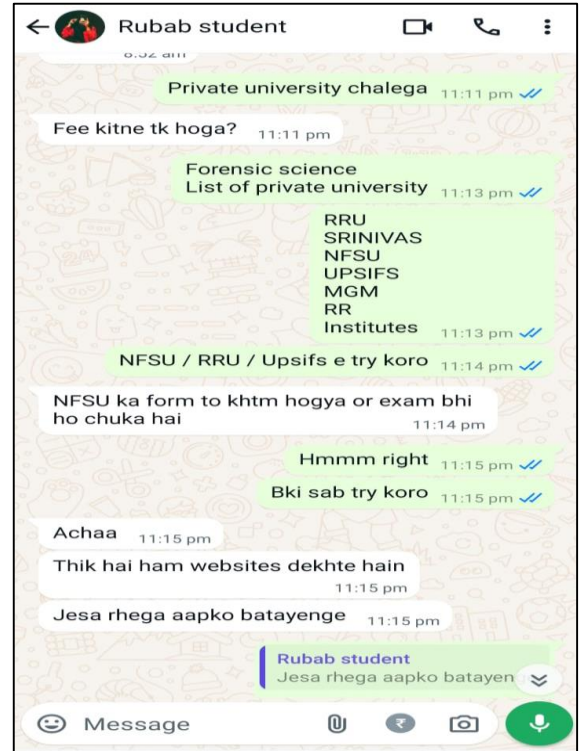 Rubab student
8:52 am
Private university chalega 11:11 pm
Fee kitne tk hoga? 11:11 pm
Forensic science
List of private university 11:13 pm
RRU
SRINIVAS
NFSU
UPSIFS
MGM
RR
Institutes 11:13 pm
NFSU / RRU / Upsifs e try koro 11:14 pm
NFSU ka form to khtm hogya or exam bhi
ho chuka hai
11:14 pm
Hmmm right 11:15 pm
Bki sab try koro 11:15 pm
Achaa 11:15 pm
Thik hai ham websites dekhte hain
11:15 pm
Jesa rhega aapko batayenge 11:15 pm
Rubab student
Jesa rhega aapko batayen
Message